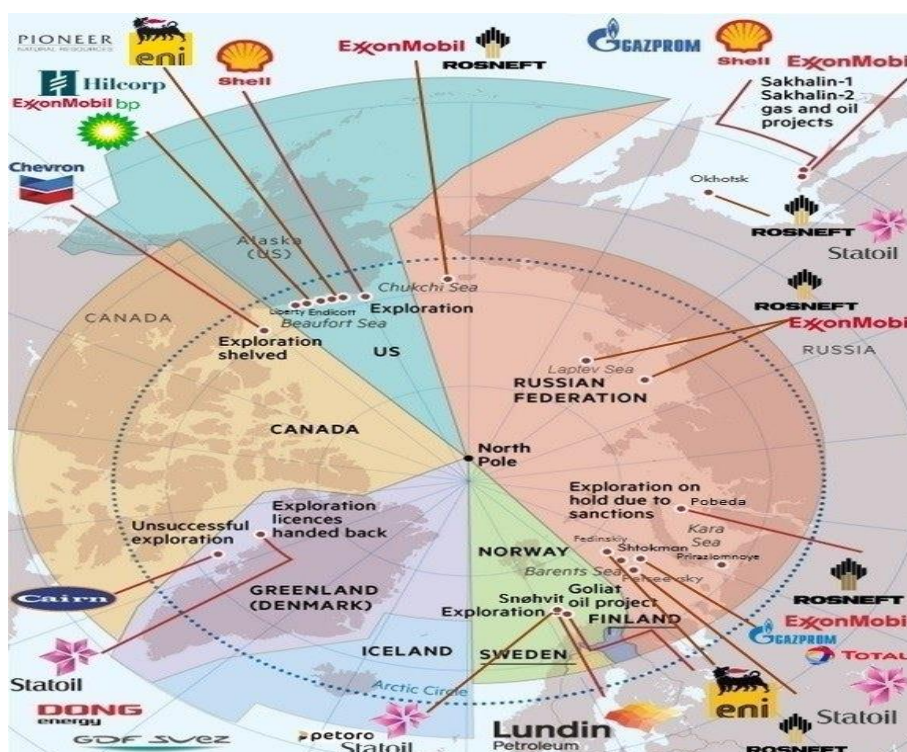 PIONEER
NATURAL RESOURCES
eni
Shell
ExxonMobil
ROSNEFT
GAZPROM
Shell
ExxonMobil
Hilcorp
ExxonMobil bp
Sakhalin-1
Sakhalin-2
gas and oil
projects
Chevron
Okhotsk
ROSNEFT
Statoil
Alaska
(US)
Chukchi Sea
Exploration
Liberty Endicott
Beaufort Sea
CANADA
Exploration
shelved
US
ROSNEFT
ExxonMobil
RUSSIA
Laptev Sea
RUSSIAN
FEDERATION
CANADA
North
Pole
Exploration on
hold due to
sanctions
Pobeda
Kara
Sea
Exploration
licences
handed back
Unsuccessful
exploration
NORWAY
Fedinskiy
Shtokman
Prirazlomnoye
Barents Sea
GREENLAND
(DENMARK)
Snøhvit
Goliat
oil project
Exploration
FINLAND
Cairn
ROSNEFT
ExxonMobil
GAZPROM
TOTAL
ICELAND
SWEDEN
Arctic Circle
Statoil
DONG
energy
GDF SUEZ
petoro
Statoil
Lundin
Petroleum
eni
Statoil
ROSNEFT